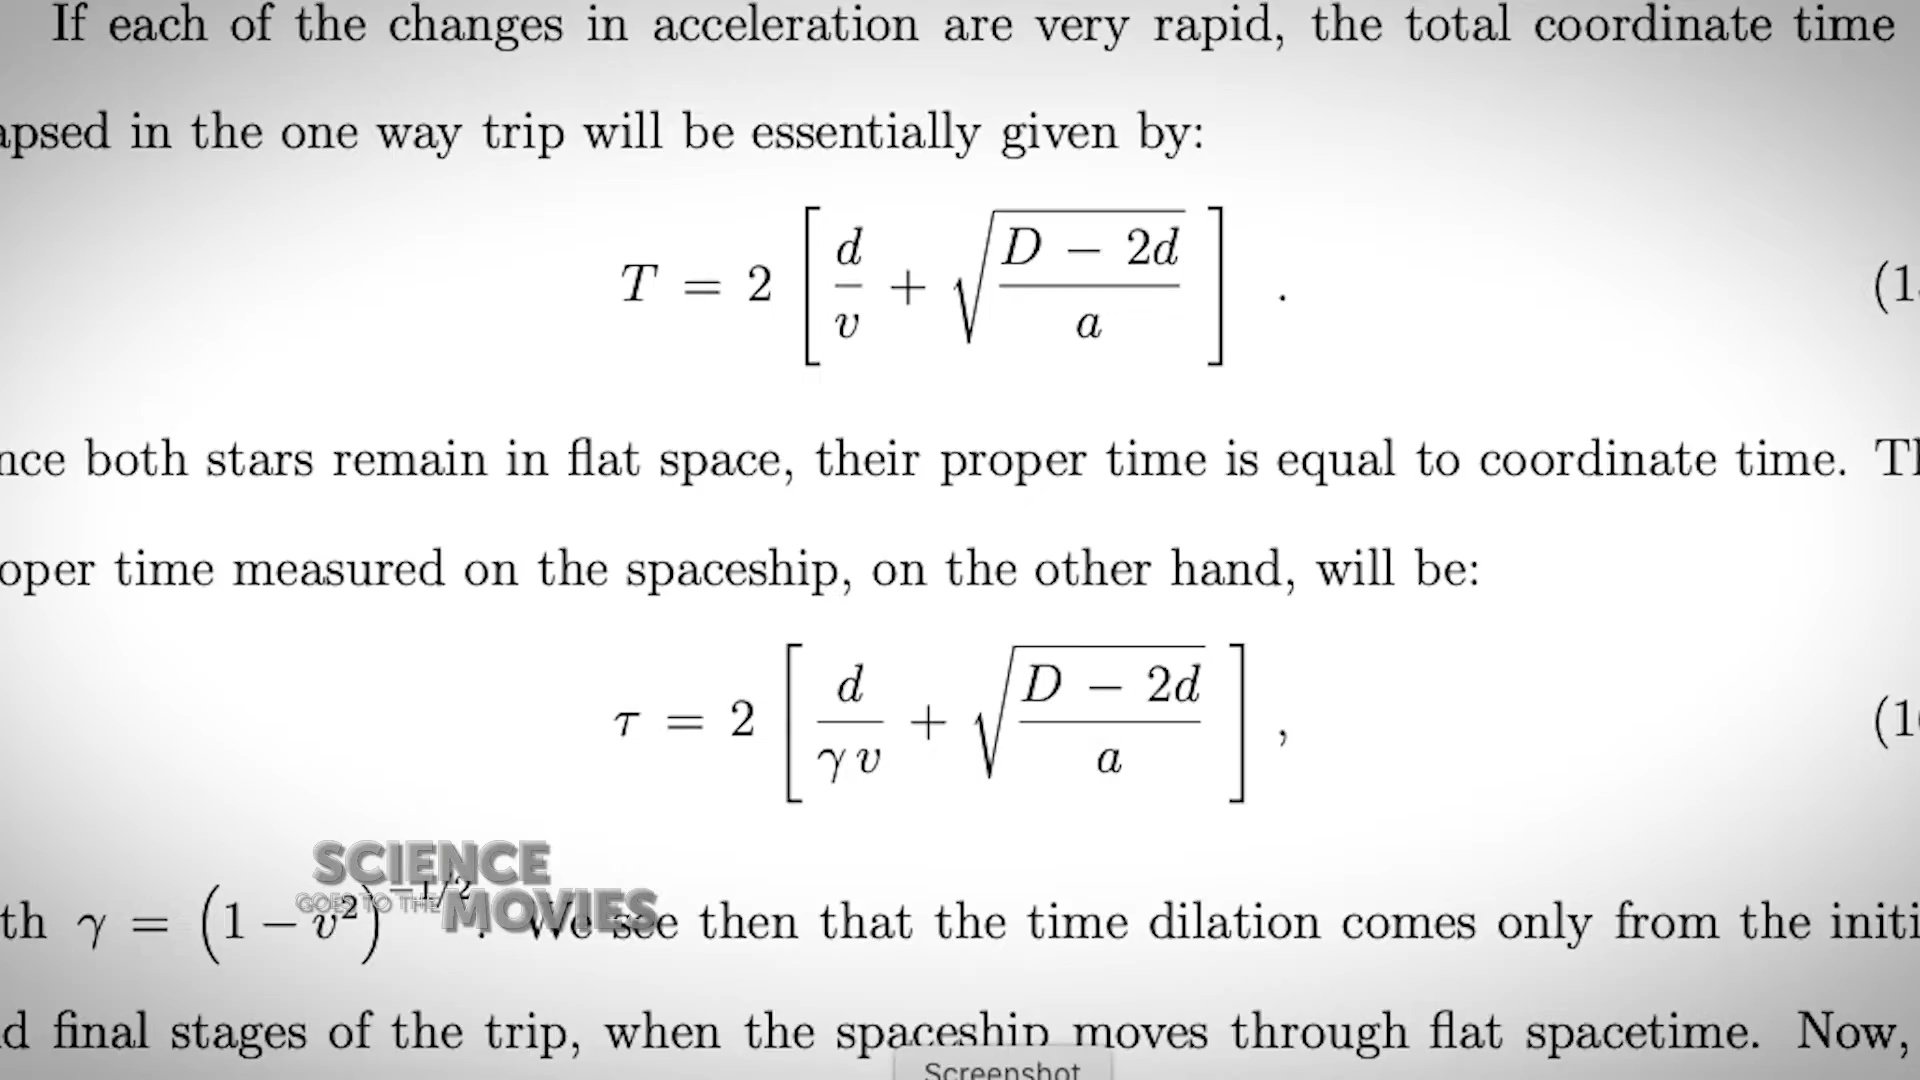 If each of the changes in acceleration are very rapid, the total coordinate time
apsed in the one way trip will be essentially given by:
T = 2 [ d/v + √((D − 2d)/a) ] . (1
nce both stars remain in flat space, their proper time is equal to coordinate time. Th
oper time measured on the spaceship, on the other hand, will be:
τ = 2 [ d/(γ v) + √((D − 2d)/a) ] , (1
th γ = (1 − v²)^−1/2. We see then that the time dilation comes only from the initi
SCIENCE
GOES TO THE MOVIES
d final stages of the trip, when the spaceship moves through flat spacetime. Now,
Screenshot